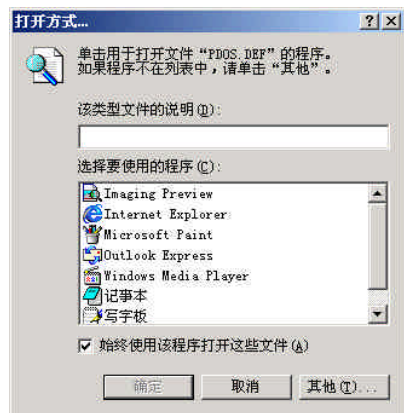 打开方式...
单击用于打开文件“PDOS.DEF”的程序。
如果程序不在列表中，请单击“其他”。
该类型文件的说明(D):
选择要使用的程序(C):
Imaging Preview
Internet Explorer
Microsoft Paint
Outlook Express
Windows Media Player
记事本
写字板
始终使用该程序打开这些文件(A)
确定
取消
其他(T)...